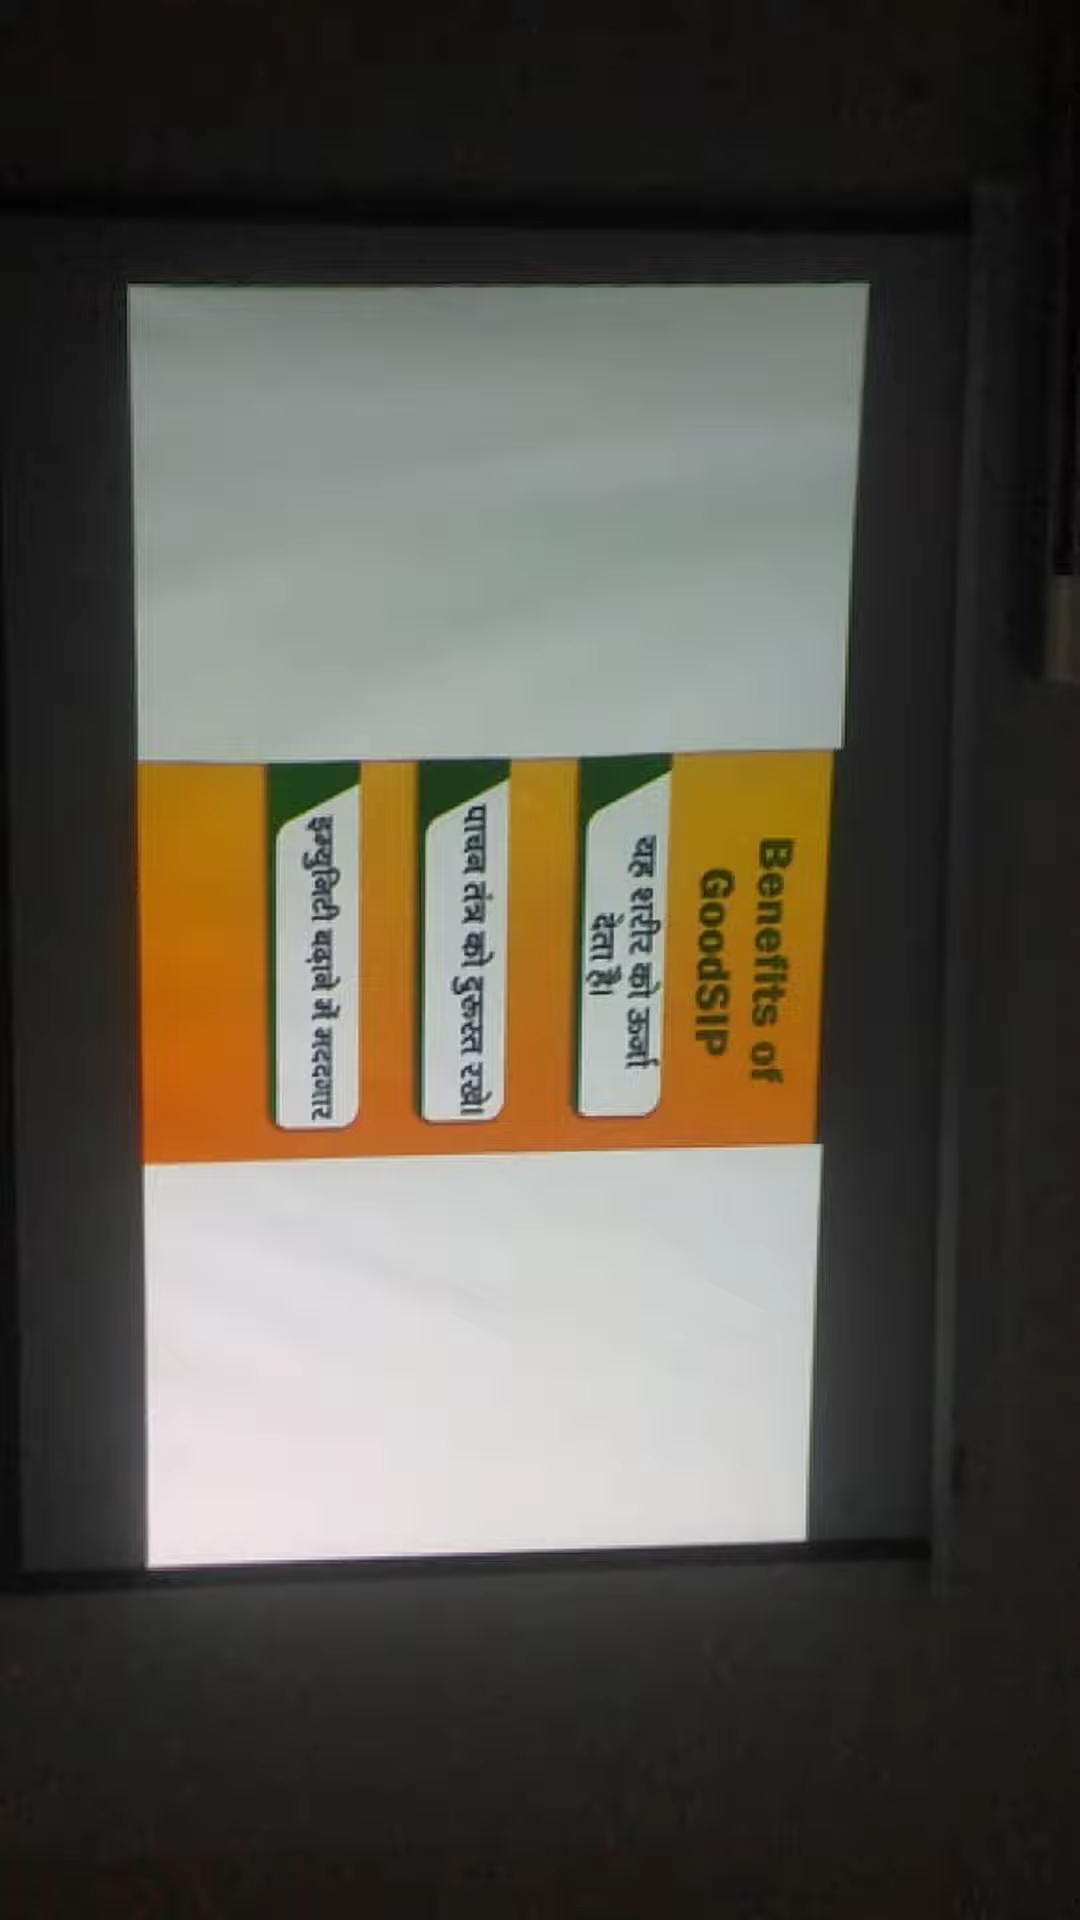 Benefits of
GoodSIP
यह शरीर को ऊर्जा
देता है।
पाचन तंत्र को दुरूस्त रखे।
इम्युनिटी बढ़ाने में मददगार